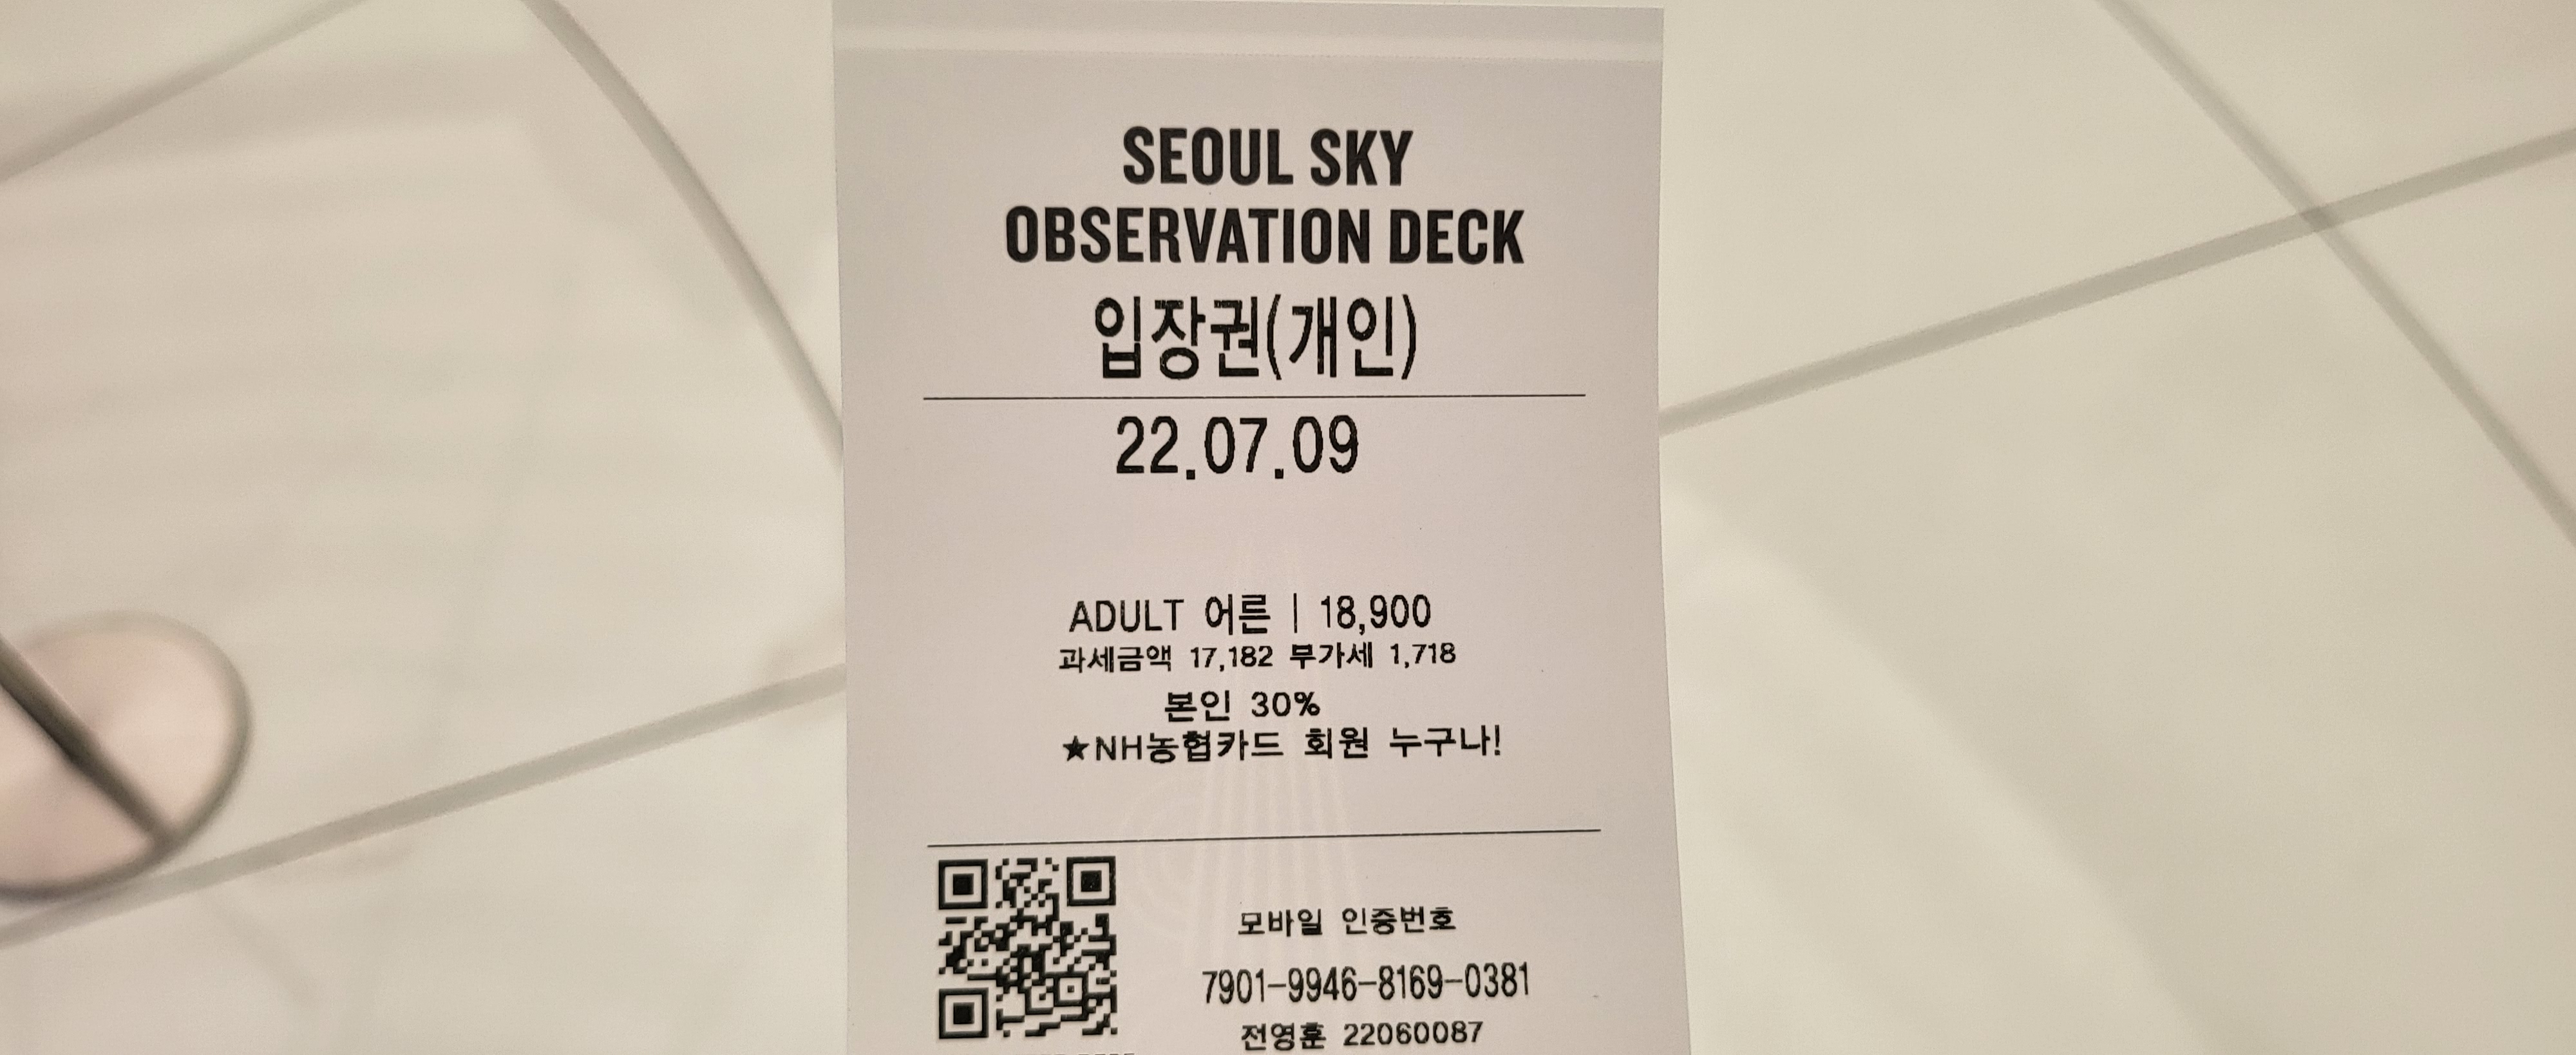 SEOUL SKY
OBSERVATION DECK
입장권(개인)
22.07.09
ADULT 어른 | 18,900
과세금액 17,182 부가세 1,718
본인 30%
★NH농협카드 회원 누구나!
모바일 인증번호
7901-9946-8169-0381
전영훈 22060087